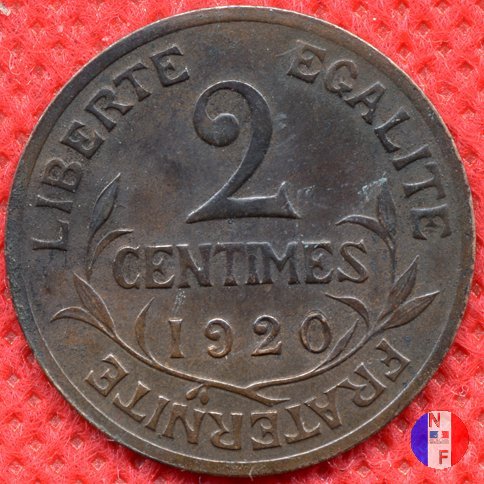 LIBERTE EGALITE
2
CENTIMES
1920
FRATERNITE
N
F